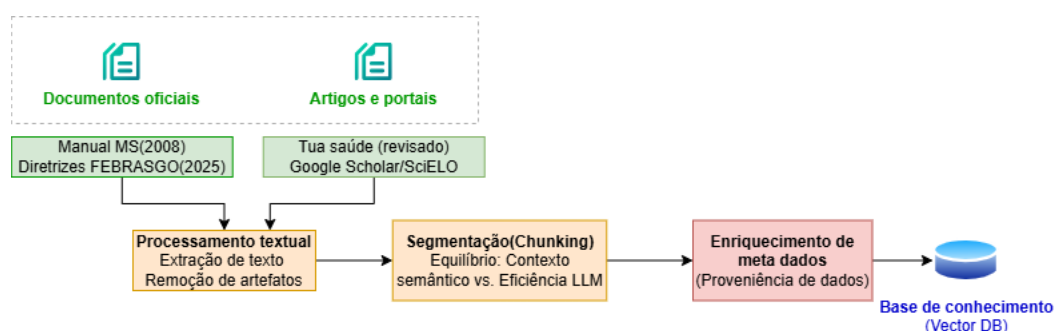 Documentos oficiais
Artigos e portais
Manual MS(2008)
Diretrizes FEBRASGO(2025)
Tua saúde (revisado)
Google Scholar/SciELO
Processamento textual
Extração de texto
Remoção de artefatos
Segmentação(Chunking)
Equilíbrio: Contexto
semântico vs. Eficiência LLM
Enriquecimento de
meta dados
(Proveniência de dados)
Base de conhecimento
(Vector DB)